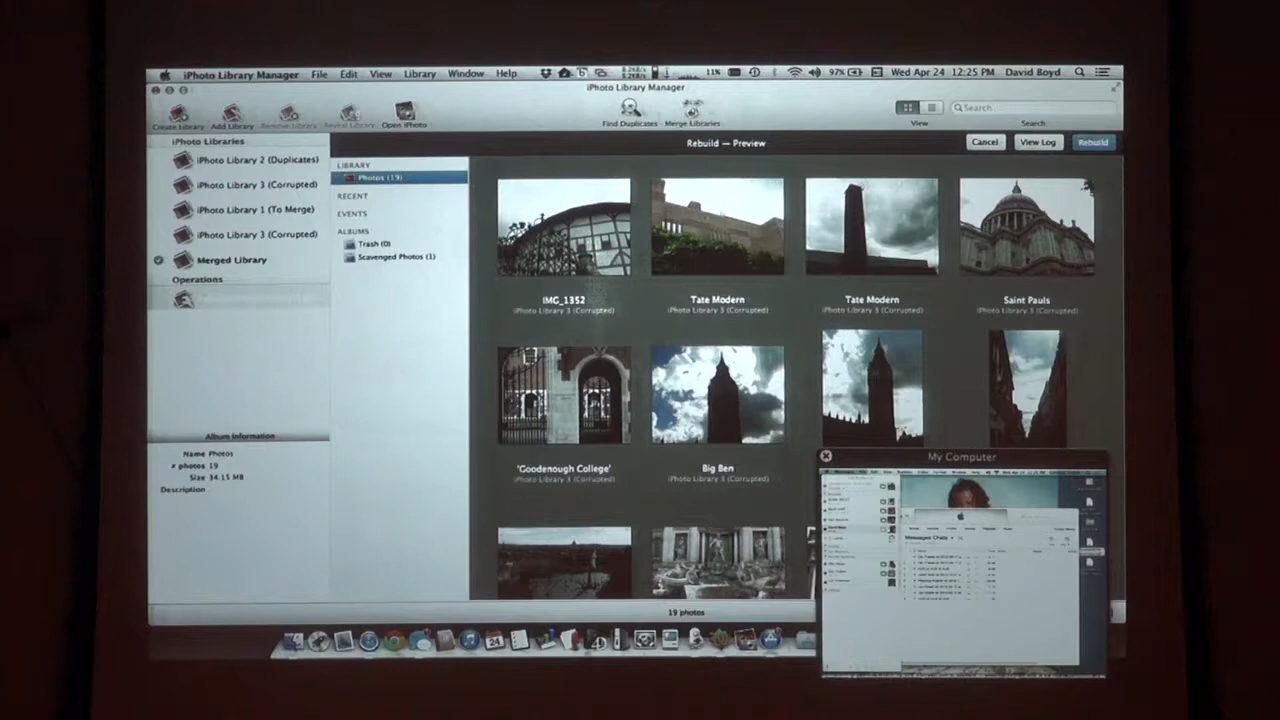 iPhoto Library Manager File Edit View Library Window Help
11% 97% Wed Apr 24 12:25 PM David Boyd
iPhoto Library Manager
Create Library Add Library Remove Library Reveal Library Open iPhoto Find Duplicates Merge Libraries View Search
Search
iPhoto Libraries
iPhoto Library 2 (Duplicates)
iPhoto Library 3 (Corrupted)
iPhoto Library 1 (To Merge)
iPhoto Library 3 (Corrupted)
Merged Library
Operations
Album Information
Name Photos
# photos 19
Size 34.15 MB
Description
Rebuild — Preview
Cancel View Log Rebuild
LIBRARY
Photos (19)
RECENT
EVENTS
ALBUMS
Trash (0)
Scavenged Photos (1)
IMG_1352 Tate Modern Tate Modern Saint Pauls
iPhoto Library 3 (Corrupted) iPhoto Library 3 (Corrupted) iPhoto Library 3 (Corrupted) iPhoto Library 3 (Corrupted)
'Goodenough College' Big Ben
iPhoto Library 3 (Corrupted) iPhoto Library 3 (Corrupted)
19 photos
24
My Computer
Messages Chats